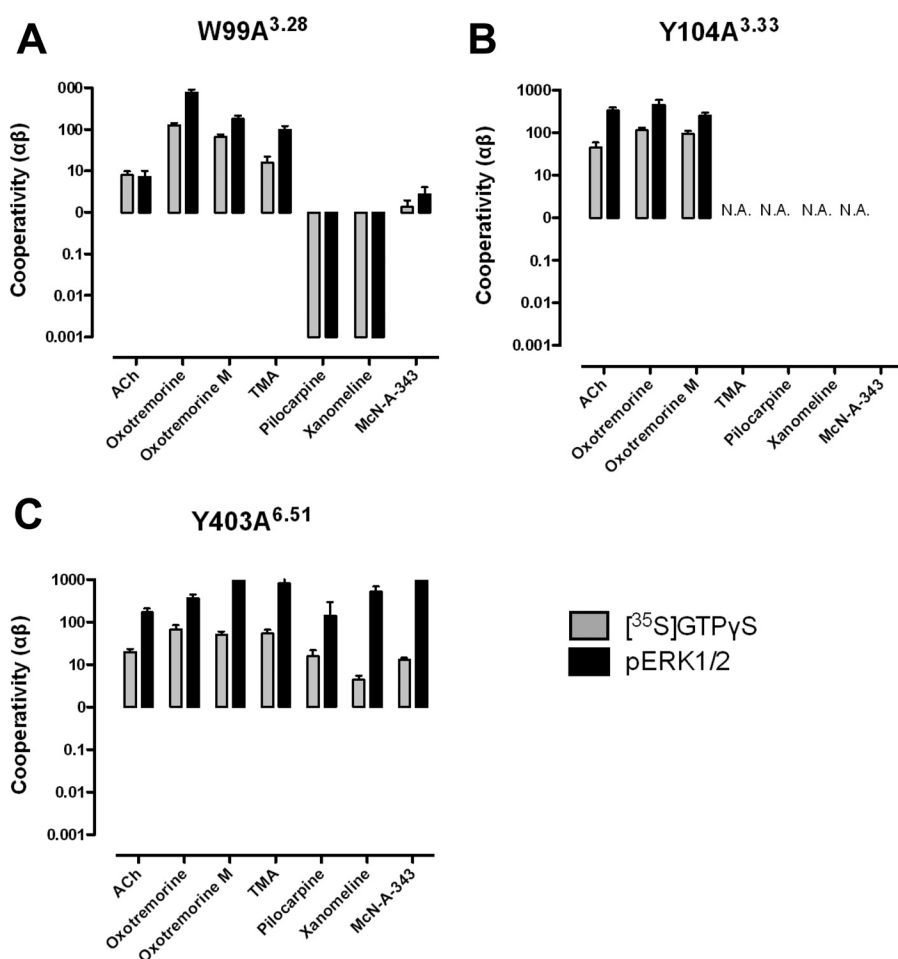 A
W99A3.28
Cooperativity (αβ)
000
100
10
0
0.1
0.01
0.001
ACh
Oxotremorine
Oxotremorine M
TMA
Pilocarpine
Xanomeline
McN-A-343
B
Y104A3.33
Cooperativity (αβ)
1000
100
10
0
0.1
0.01
0.001
N.A. N.A. N.A. N.A.
ACh
Oxotremorine
Oxotremorine M
TMA
Pilocarpine
Xanomeline
McN-A-343
C
Y403A6.51
Cooperativity (αβ)
1000
100
10
0
0.1
0.01
0.001
ACh
Oxotremorine
Oxotremorine M
TMA
Pilocarpine
Xanomeline
McN-A-343
[35S]GTPγS
pERK1/2